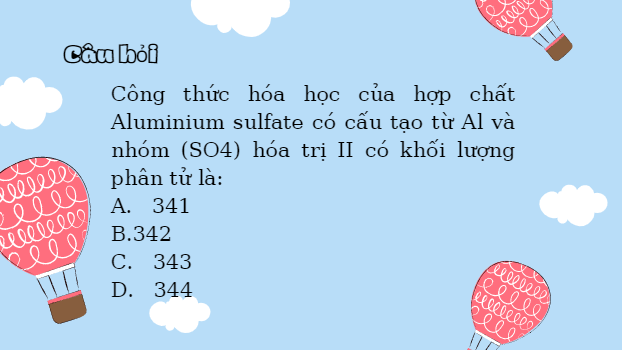 Câu hỏi
Công thức hóa học của hợp chất
Aluminium sulfate có cấu tạo từ Al và
nhóm (SO4) hóa trị II có khối lượng
phân tử là:
A. 341
B.342
C. 343
D. 344